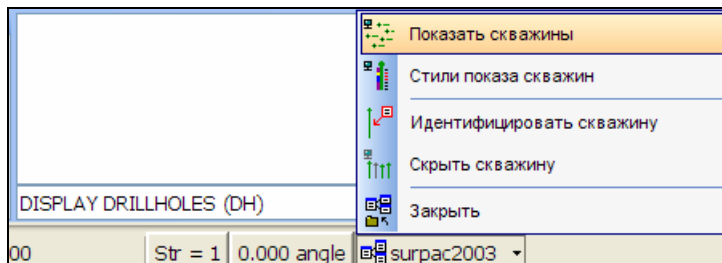 Показать скважины
Стили показа скважин
Идентифицировать скважину
Скрыть скважину
Закрыть
DISPLAY DRILLHOLES (DH)
00 Str = 1 0.000 angle surpac2003